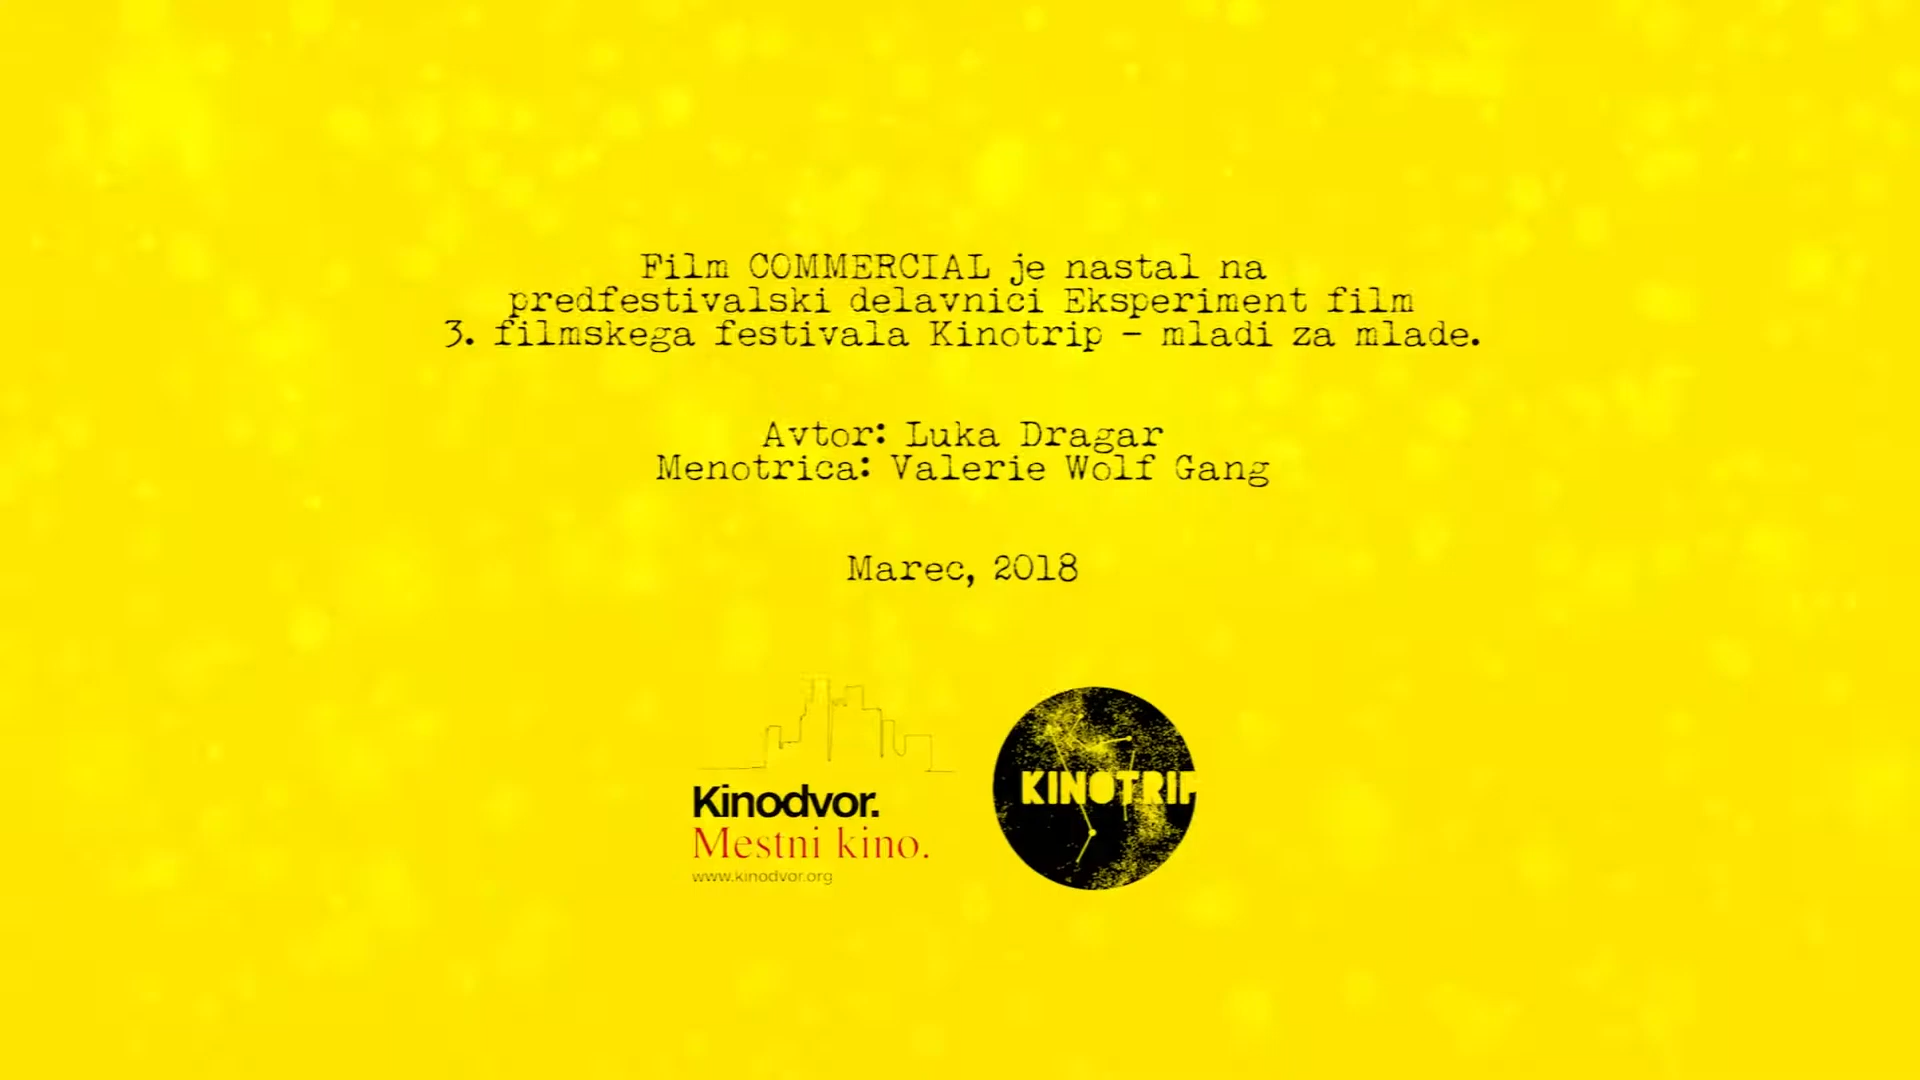 Film COMMERCIAL je nastal na
predfestivalski delavnici Eksperiment film
3. filmskega festivala Kinotrip - mladi za mlade.
Avtor: Luka Dragar
Menotrica: Valerie Wolf Gang
Marec, 2018
Kinodvor.
Mestni kino.
www.kinodvor.org
KINOTRIP